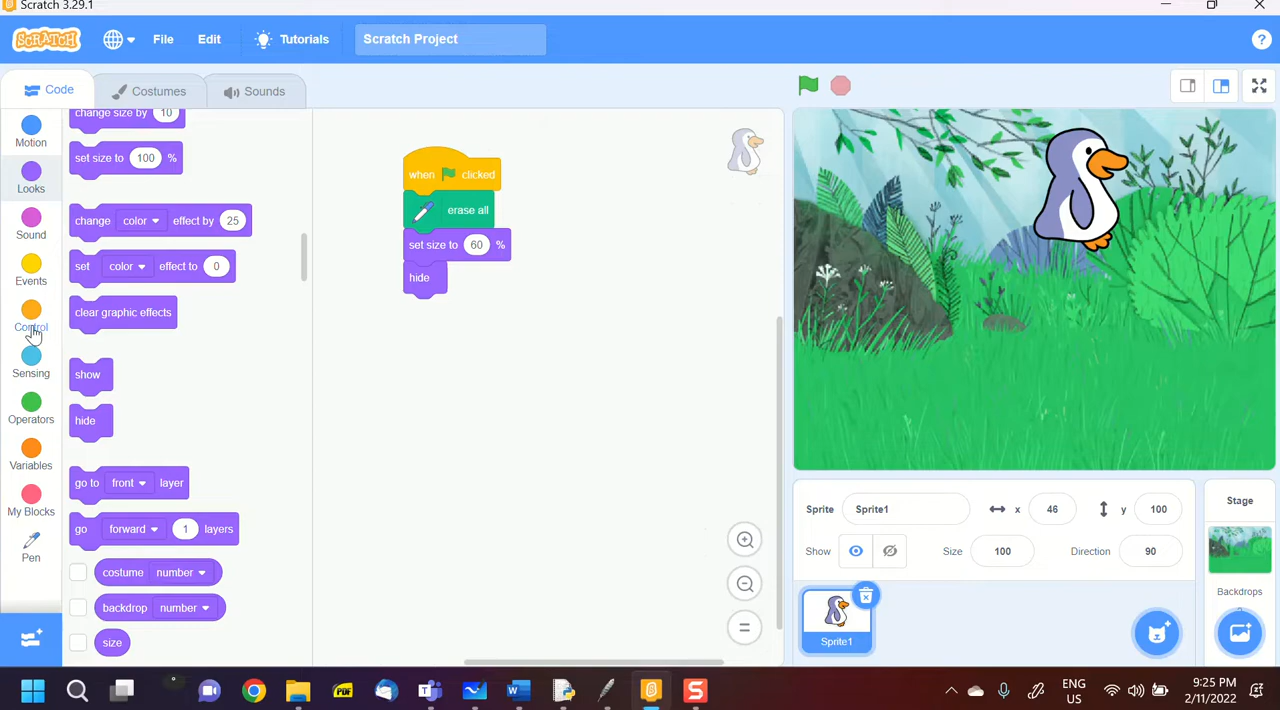 Scratch 3.29.1
SCRATCH
File
Edit
Tutorials
Scratch Project
?
Code
Costumes
Sounds
Motion
Looks
Sound
Events
Control
Sensing
Operators
Variables
My Blocks
Pen
change size by 10
set size to 100 %
change color effect by 25
set color effect to 0
clear graphic effects
show
hide
go to front layer
go forward 1 layers
costume number
backdrop number
size
when clicked
erase all
set size to 60 %
hide
Sprite Sprite1 x 46 y 100
Show Size 100 Direction 90
Sprite1
Stage
Backdrops
PDF
W
S
ENG
US
9:25 PM
2/11/2022